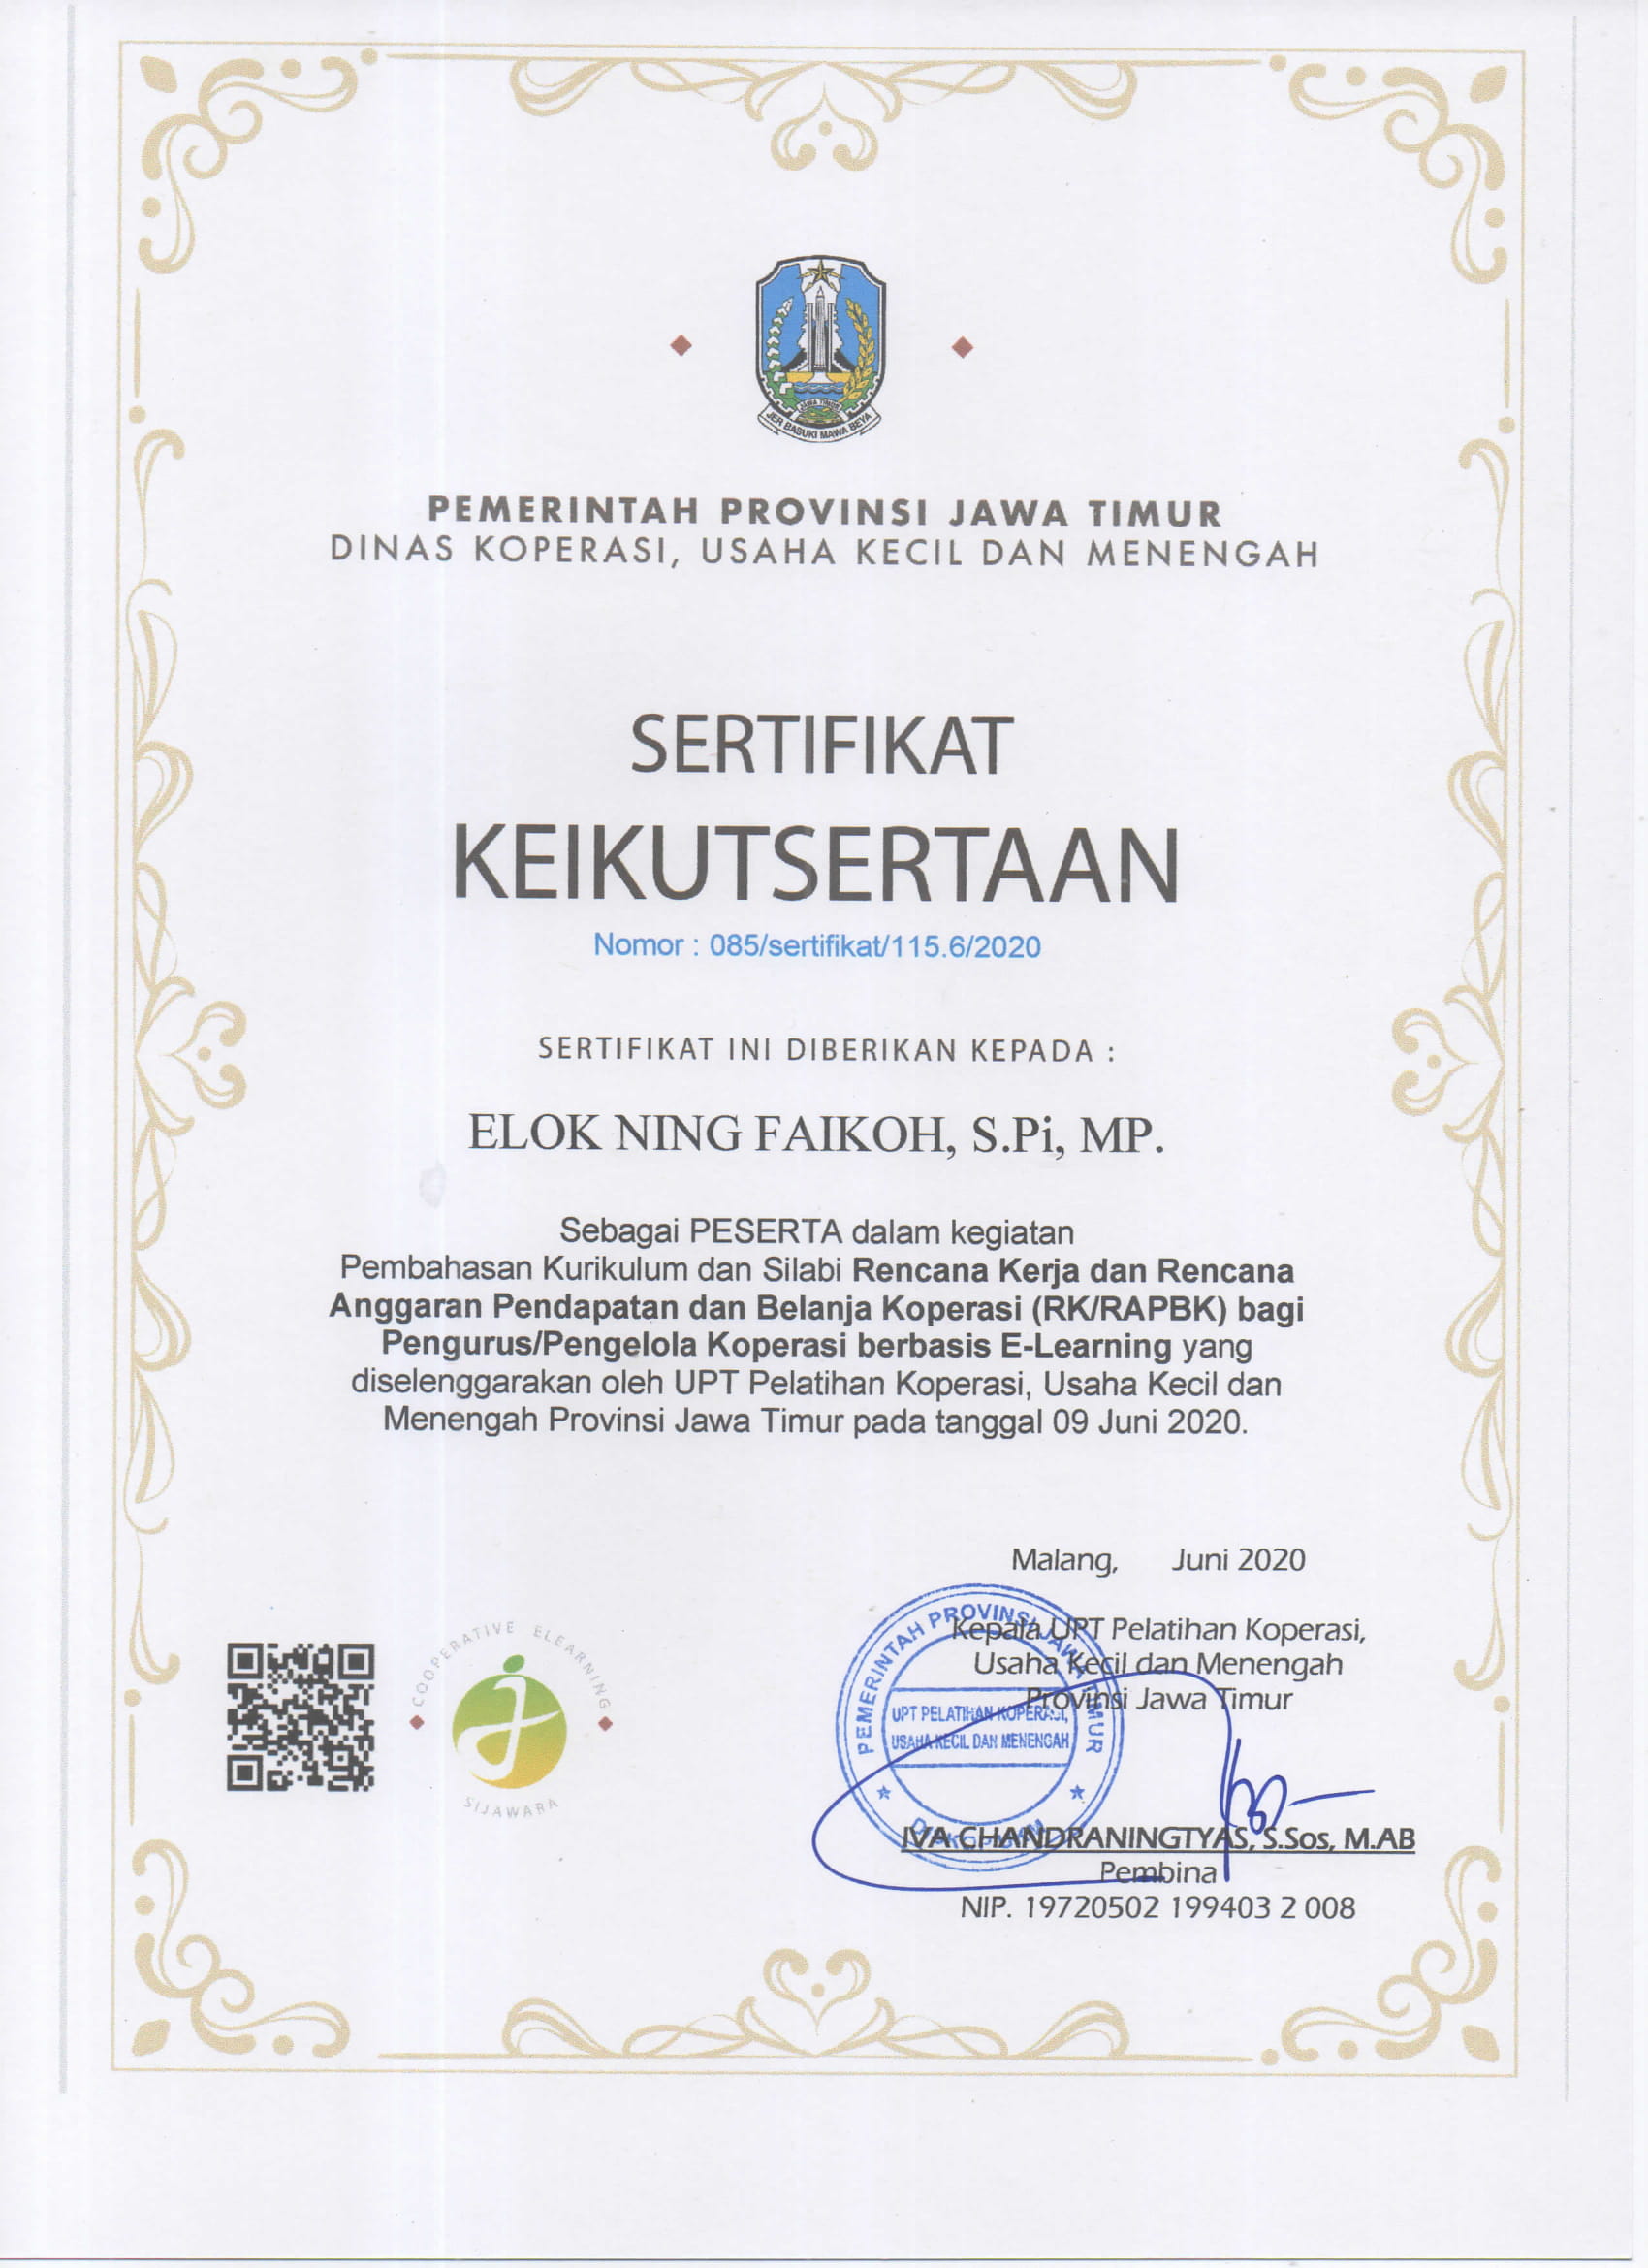 JAWA TIMUR
JER BASUKI MAWA BEYA
PEMERINTAH PROVINSI JAWA TIMUR
DINAS KOPERASI, USAHA KECIL DAN MENENGAH
SERTIFIKAT
KEIKUTSERTAAN
Nomor : 085/sertifikat/115.6/2020
SERTIFIKAT INI DIBERIKAN KEPADA :
ELOK NING FAIKOH, S.Pi, MP.
Sebagai PESERTA dalam kegiatan
Pembahasan Kurikulum dan Silabi Rencana Kerja dan Rencana
Anggaran Pendapatan dan Belanja Koperasi (RK/RAPBK) bagi
Pengurus/Pengelola Koperasi berbasis E-Learning yang
diselenggarakan oleh UPT Pelatihan Koperasi, Usaha Kecil dan
Menengah Provinsi Jawa Timur pada tanggal 09 Juni 2020.
Malang, Juni 2020
Kepala UPT Pelatihan Koperasi,
Usaha Kecil dan Menengah
Provinsi Jawa Timur
COOPERATIVE ELEARNING
SIJAWARA
PEMERINTAH PROVINSI JAWA TIMUR
UPT PELATIHAN KOPERASI,
USAHA KECIL DAN MENENGAH
IVA CHANDRANINGTYAS, S.Sos, M.AB
Pembina
NIP. 19720502 199403 2 008